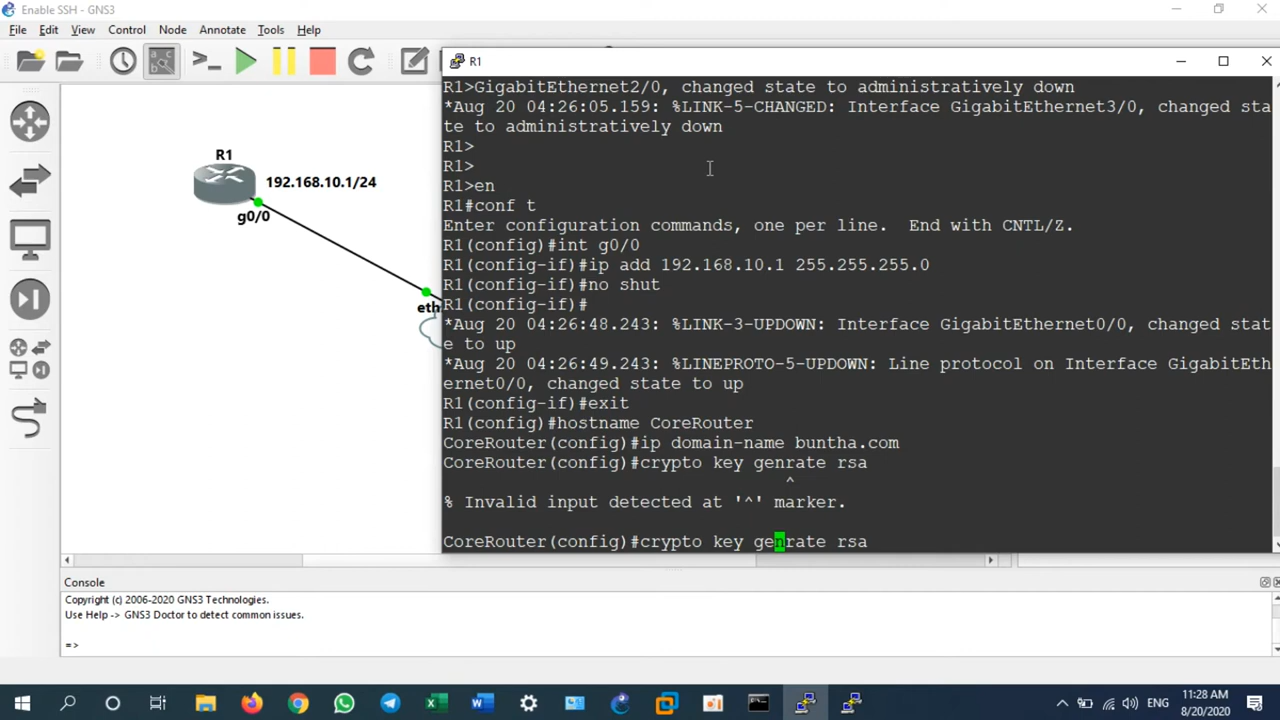 Enable SSH - GNS3
File Edit View Control Node Annotate Tools Help
R1
R1
192.168.10.1/24
g0/0
eth
R1>GigabitEthernet2/0, changed state to administratively down
*Aug 20 04:26:05.159: %LINK-5-CHANGED: Interface GigabitEthernet3/0, changed sta
te to administratively down
R1>
R1>
R1>en
R1#conf t
Enter configuration commands, one per line.  End with CNTL/Z.
R1(config)#int g0/0
R1(config-if)#ip add 192.168.10.1 255.255.255.0
R1(config-if)#no shut
R1(config-if)#
*Aug 20 04:26:48.243: %LINK-3-UPDOWN: Interface GigabitEthernet0/0, changed stat
e to up
*Aug 20 04:26:49.243: %LINEPROTO-5-UPDOWN: Line protocol on Interface GigabitEth
ernet0/0, changed state to up
R1(config-if)#exit
R1(config)#hostname CoreRouter
CoreRouter(config)#ip domain-name buntha.com
CoreRouter(config)#crypto key genrate rsa
^
% Invalid input detected at '^' marker.
CoreRouter(config)#crypto key genrate rsa
Console
Copyright (c) 2006-2020 GNS3 Technologies.
Use Help -> GNS3 Doctor to detect common issues.
=>
ENG
11:28 AM
8/20/2020